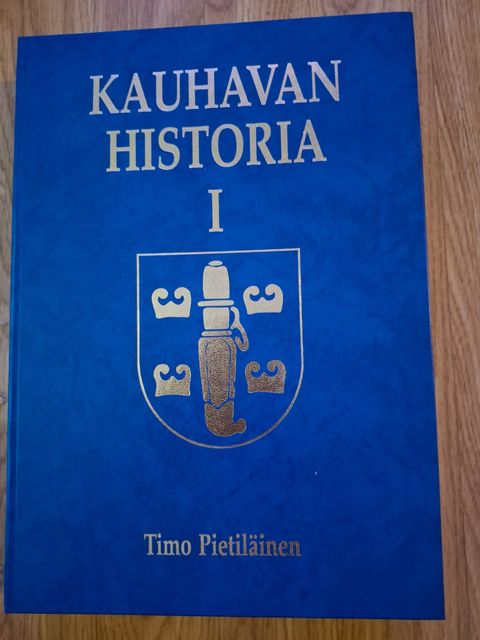 KAUHAVAN
HISTORIA
I
Timo Pietiläinen